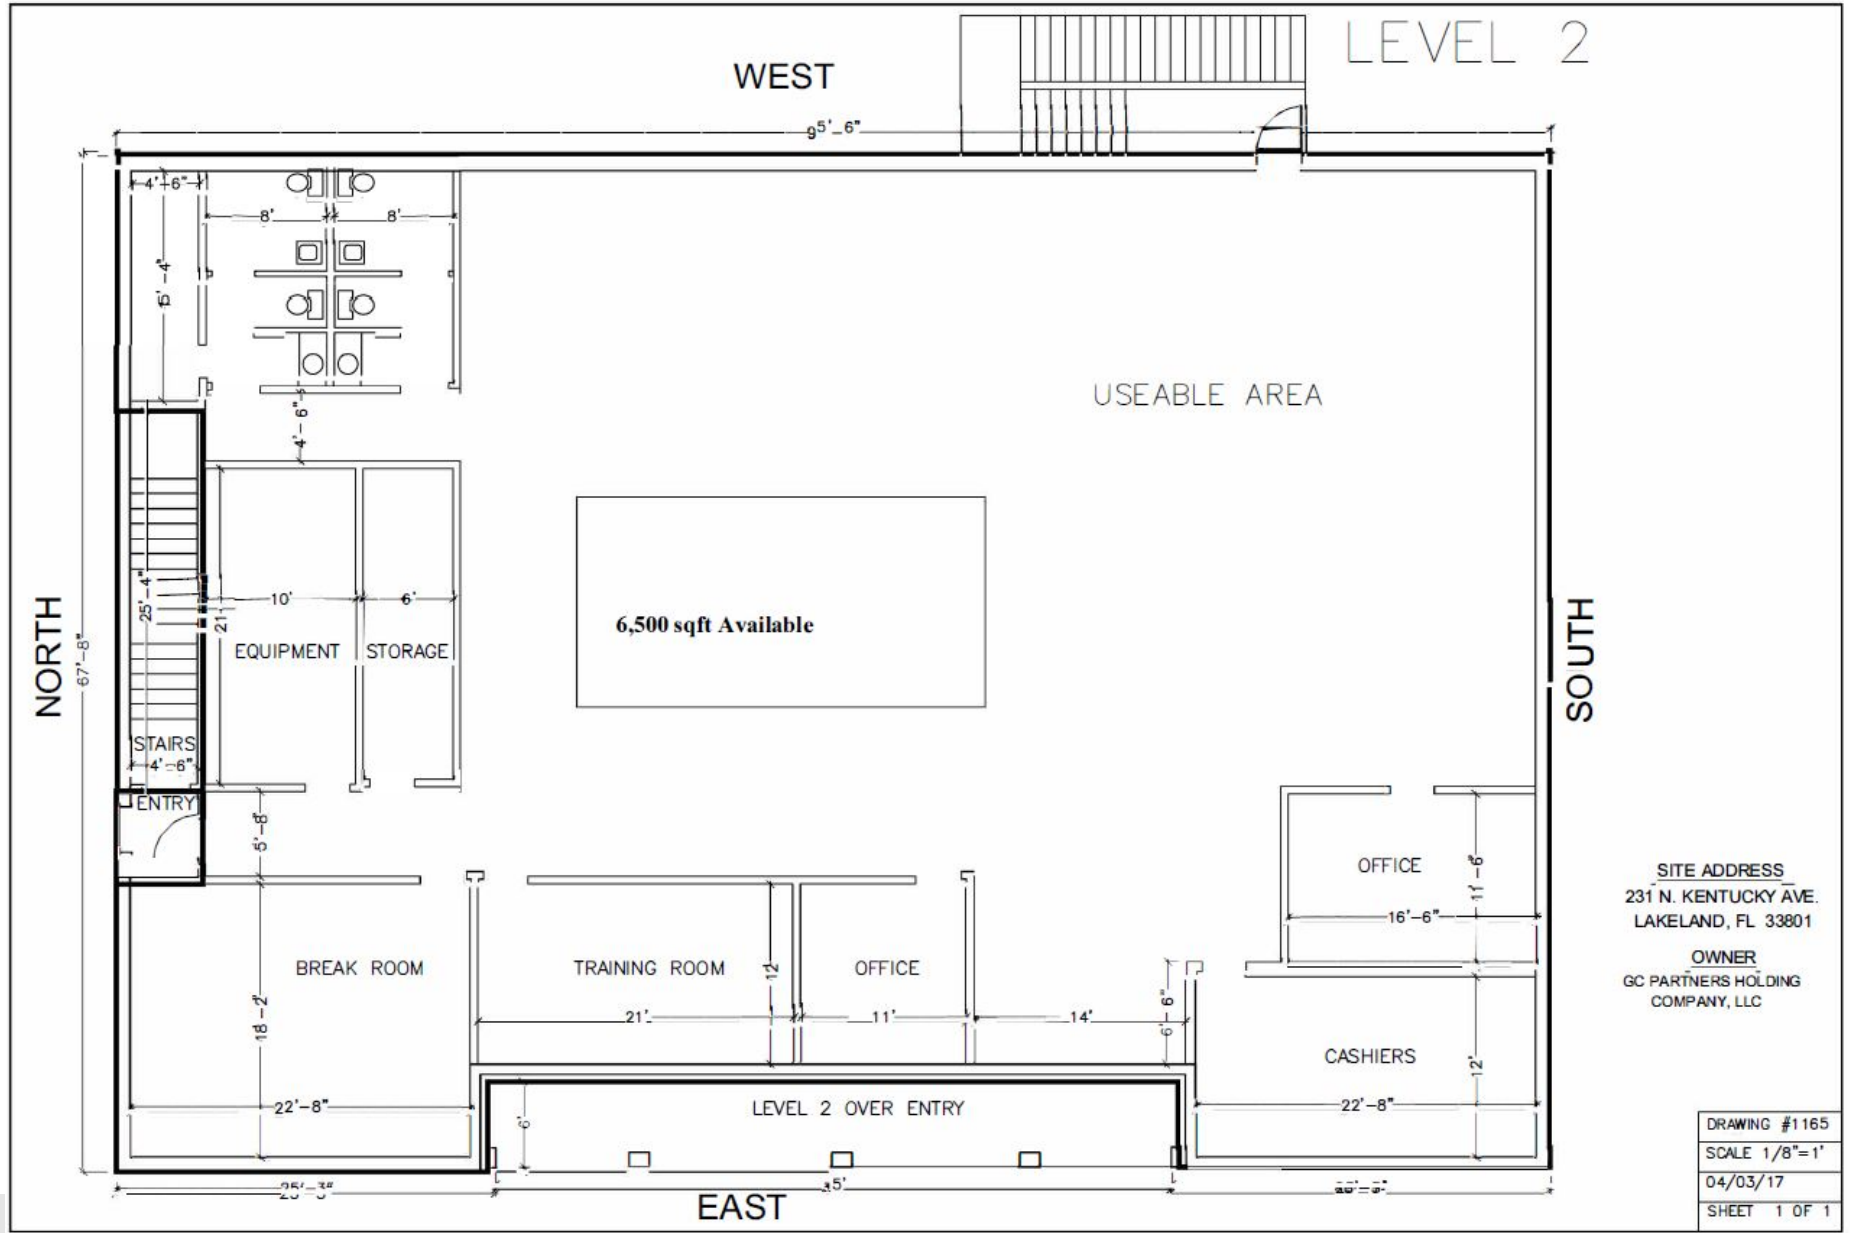 LEVEL 2
WEST
95'-6"
4'-6"
8'
8'
4'-6"
USEABLE AREA
NORTH
67'-8"
25'-4"
21'
10'
6'
EQUIPMENT
STORAGE
6,500 sqft Available
SOUTH
STAIRS
4'-6"
ENTRY
5'-8"
OFFICE
11'-6"
16'-6"
BREAK ROOM
18'-2"
22'-8"
TRAINING ROOM
12'
21'
OFFICE
11'
14'
6'-6"
CASHIERS
12'
22'-8"
LEVEL 2 OVER ENTRY
6'
25'-3"
EAST
SITE ADDRESS
231 N. KENTUCKY AVE.
LAKELAND, FL 33801
OWNER
GC PARTNERS HOLDING
COMPANY, LLC
DRAWING #1165
SCALE 1/8"=1'
04/03/17
SHEET 1 OF 1